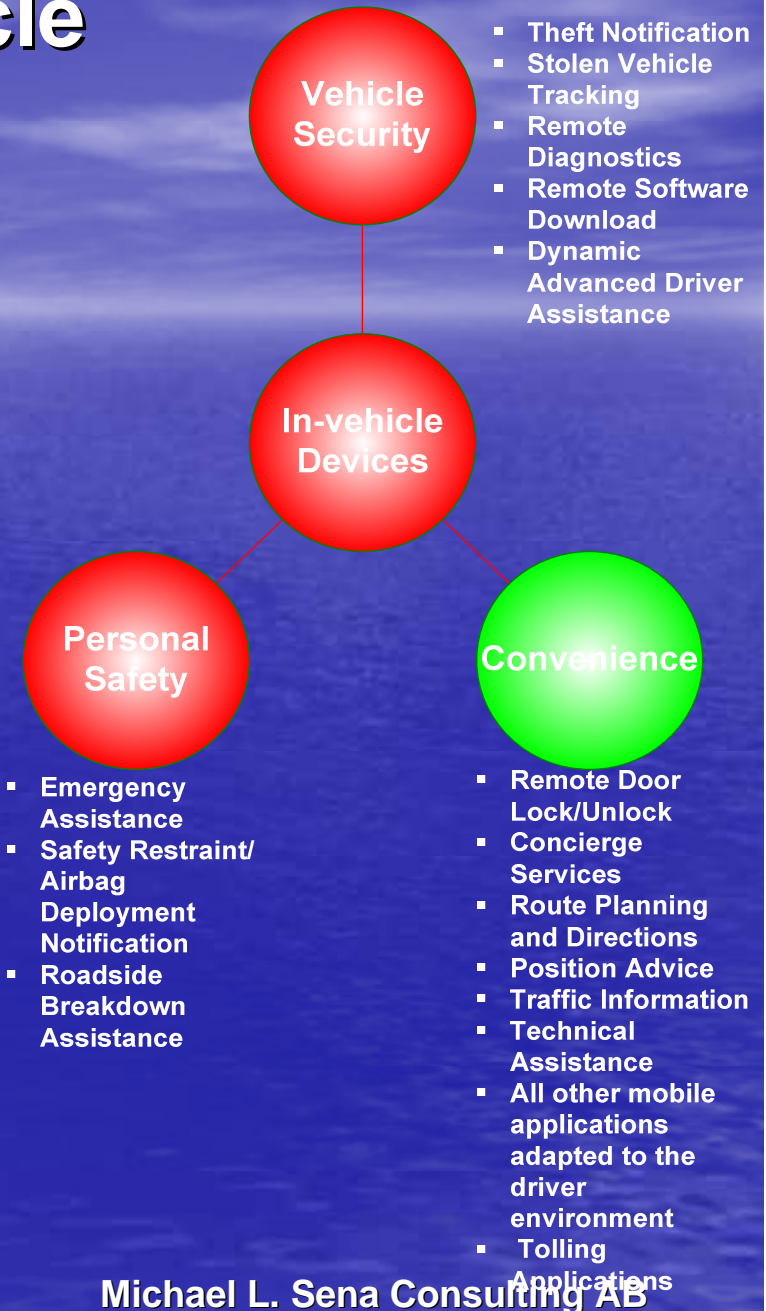 Vehicle
Security
▪ Theft Notification
▪ Stolen Vehicle
Tracking
▪ Remote
Diagnostics
▪ Remote Software
Download
▪ Dynamic
Advanced Driver
Assistance
In-vehicle
Devices
Personal
Safety
▪ Emergency
Assistance
▪ Safety Restraint/
Airbag
Deployment
Notification
▪ Roadside
Breakdown
Assistance
Convenience
▪ Remote Door
Lock/Unlock
▪ Concierge
Services
▪ Route Planning
and Directions
▪ Position Advice
▪ Traffic Information
▪ Technical
Assistance
▪ All other mobile
applications
adapted to the
driver
environment
▪ Tolling
Applications
Michael L. Sena Consulting AB